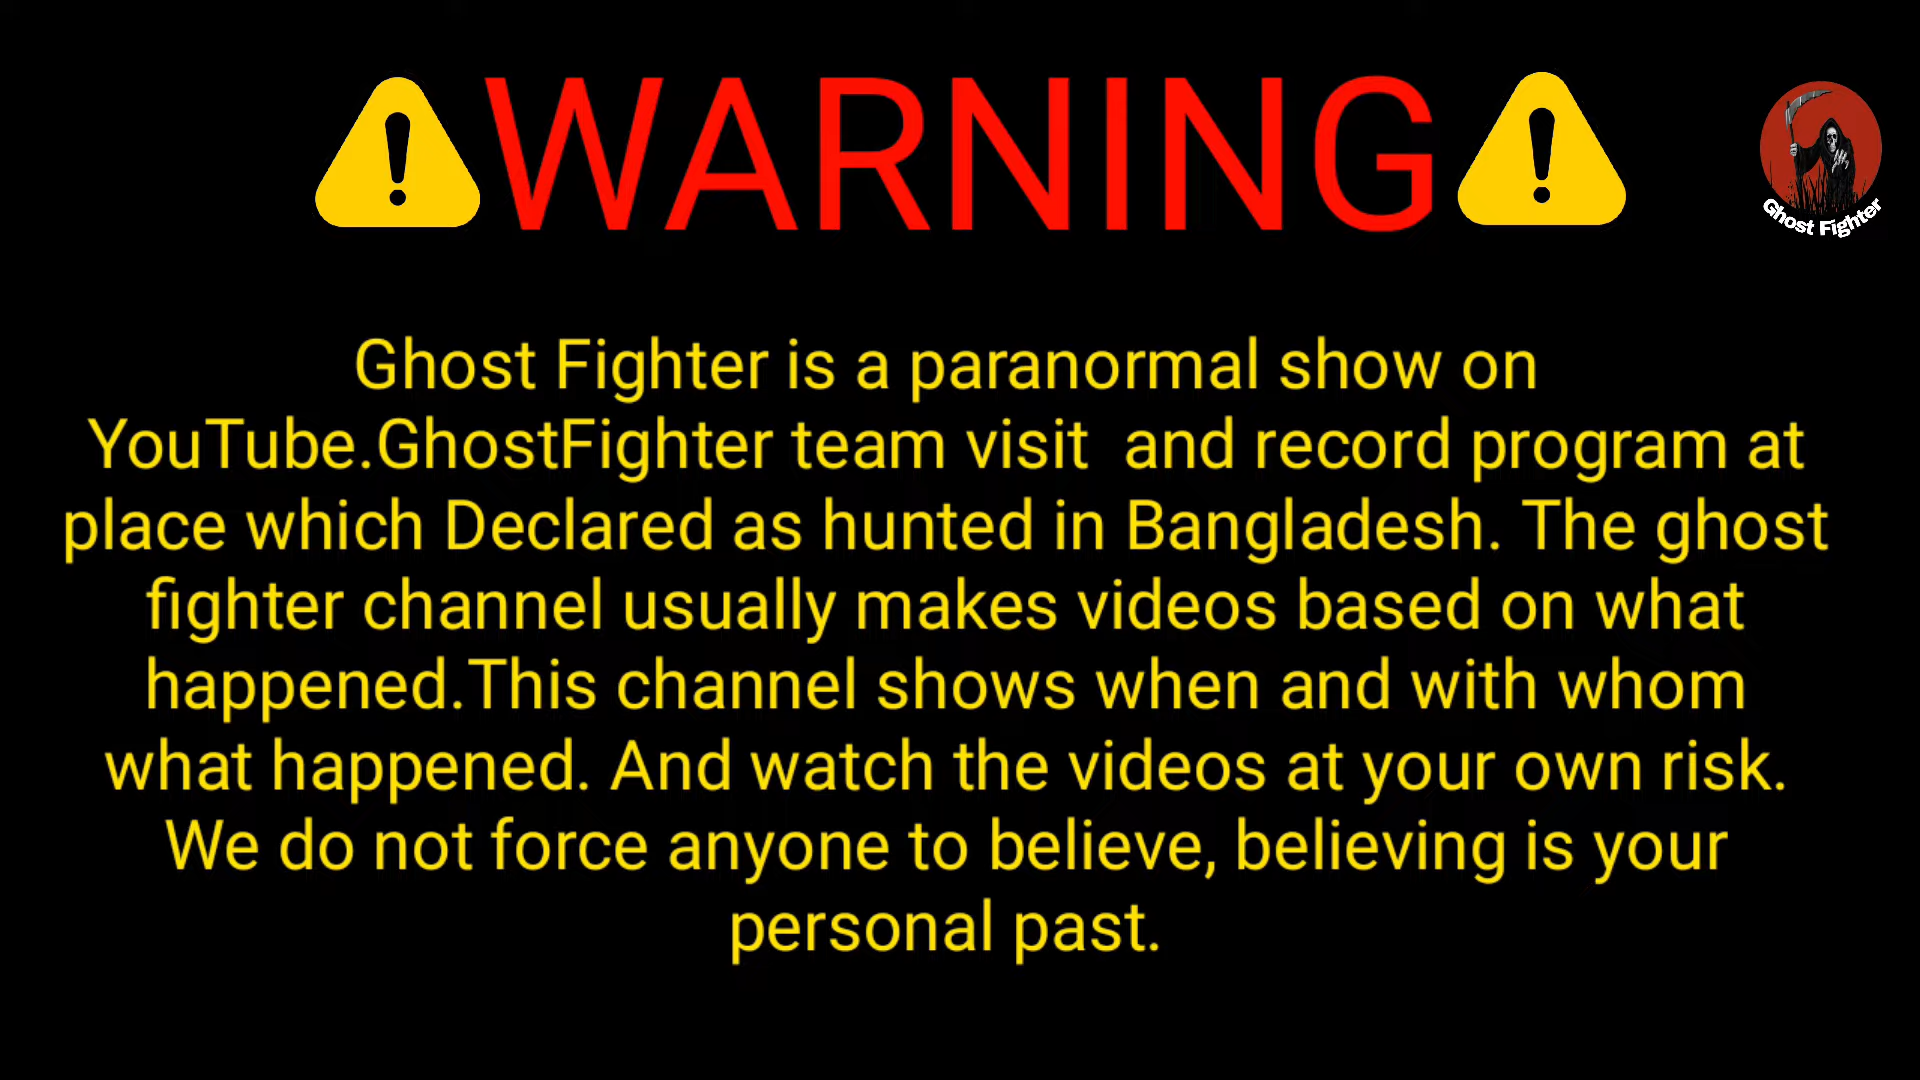 WARNING
Ghost Fighter
Ghost Fighter is a paranormal show on
YouTube.GhostFighter team visit  and record program at
place which Declared as hunted in Bangladesh. The ghost
fighter channel usually makes videos based on what
happened.This channel shows when and with whom
what happened. And watch the videos at your own risk.
We do not force anyone to believe, believing is your
personal past.